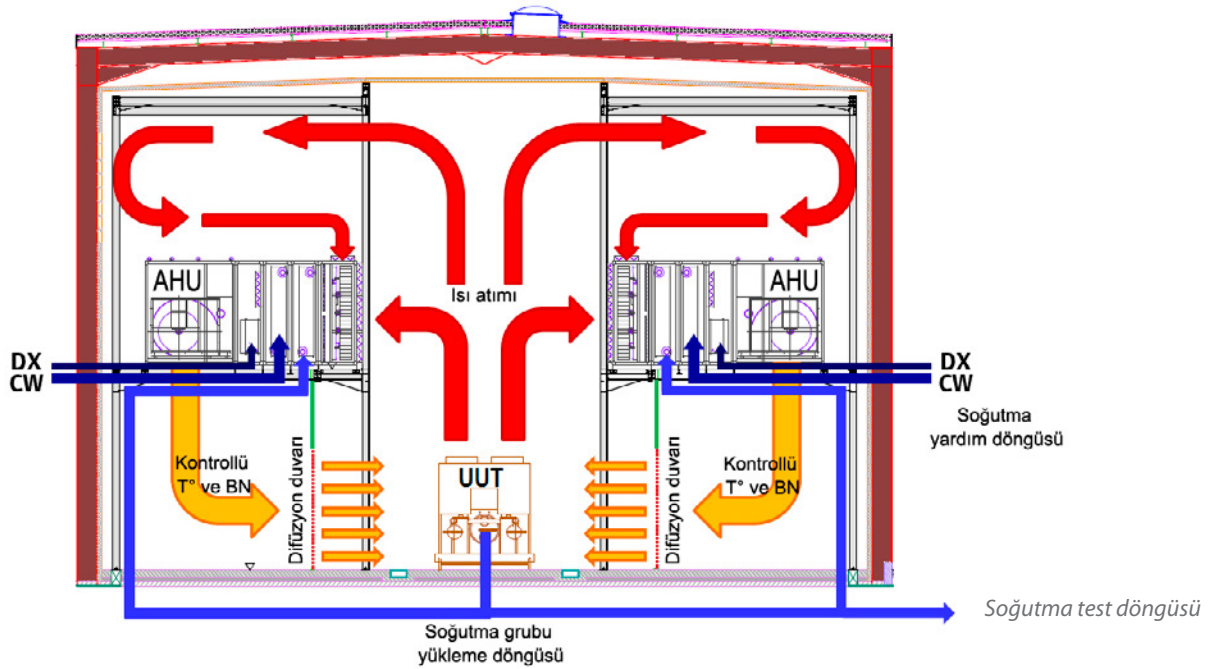 AHU
AHU
Isı atımı
DX
CW
DX
CW
Soğutma
yardım döngüsü
Kontrollü
T° ve BN
Difüzyon duvarı
UUT
Difüzyon duvarı
Kontrollü
T° ve BN
Soğutma test döngüsü
Soğutma grubu
yükleme döngüsü